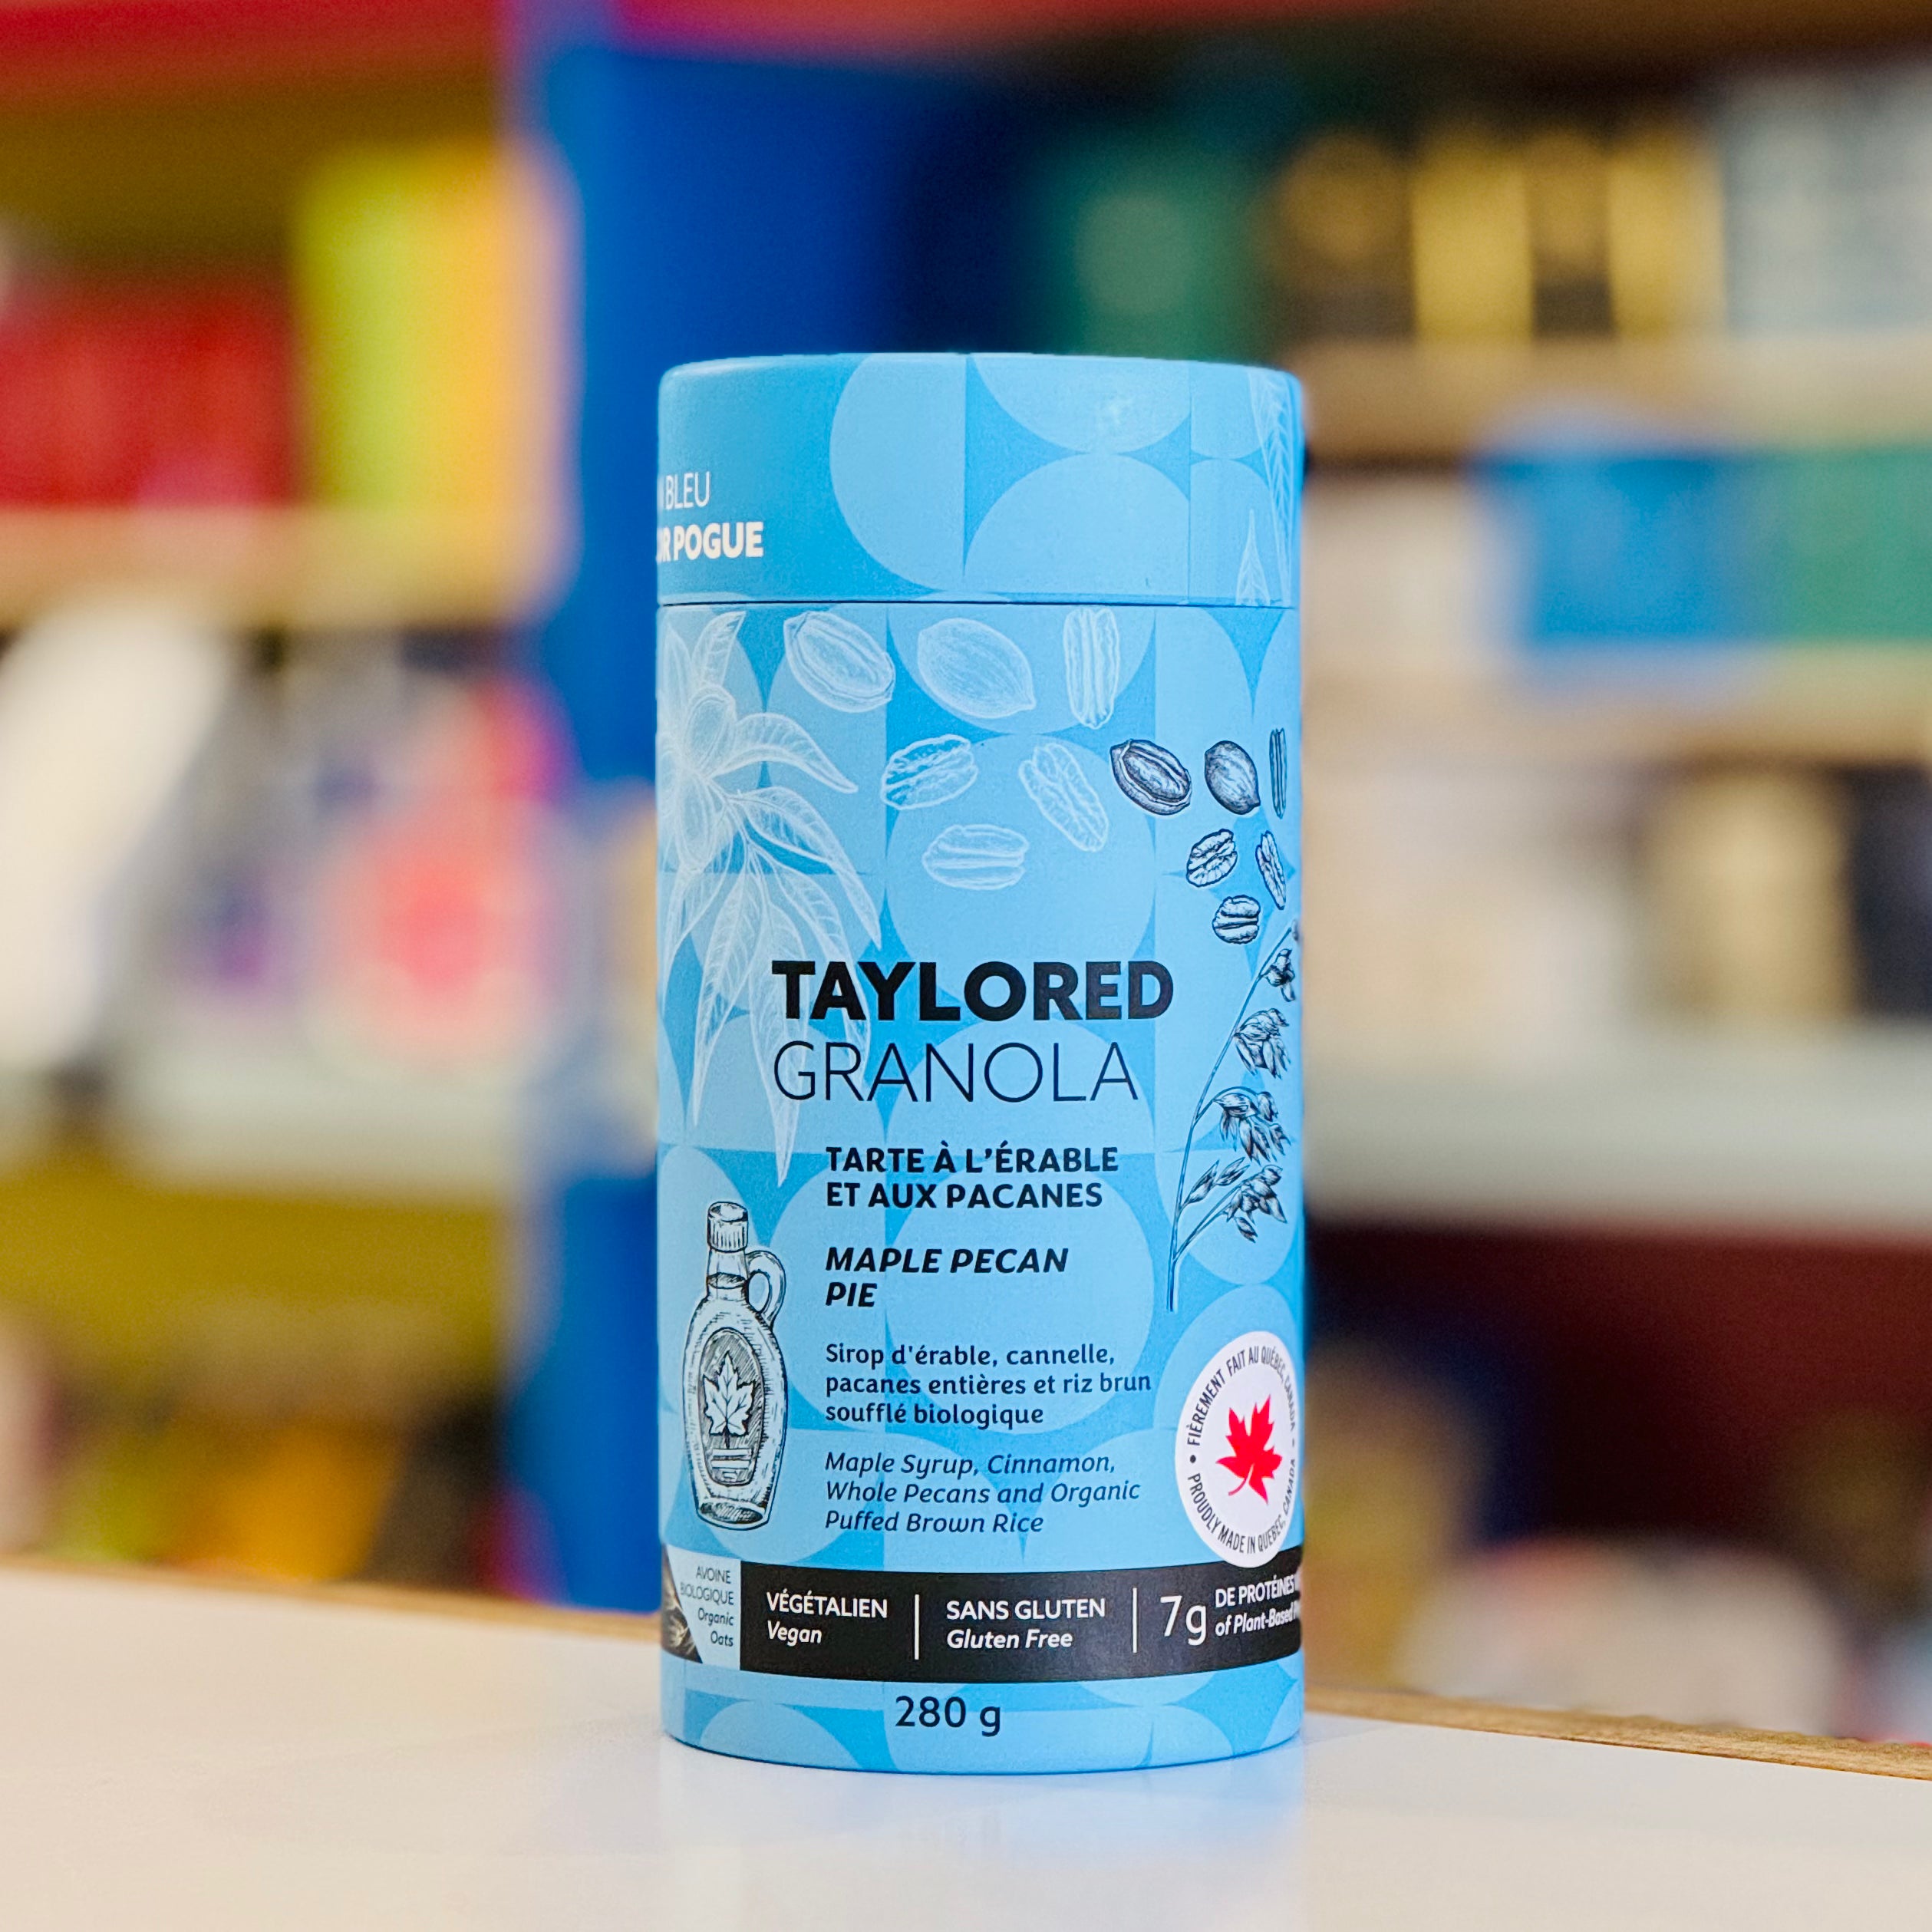 BLEU
POGUE
TAYLORED
GRANOLA
TARTE À L'ÉRABLE
ET AUX PACANES
MAPLE PECAN
PIE
Sirop d'érable, cannelle,
pacanes entières et riz brun
soufflé biologique
Maple Syrup, Cinnamon,
Whole Pecans and Organic
Puffed Brown Rice
• FIÈREMENT FAIT AU QUÉBEC, CANADA •
PROUDLY MADE IN QUEBEC, CANADA
AVOINE
BIOLOGIQUE
Organic
Oats
VÉGÉTALIEN
Vegan
SANS GLUTEN
Gluten Free
7g
DE PROTÉINES
of Plant-Based
280 g